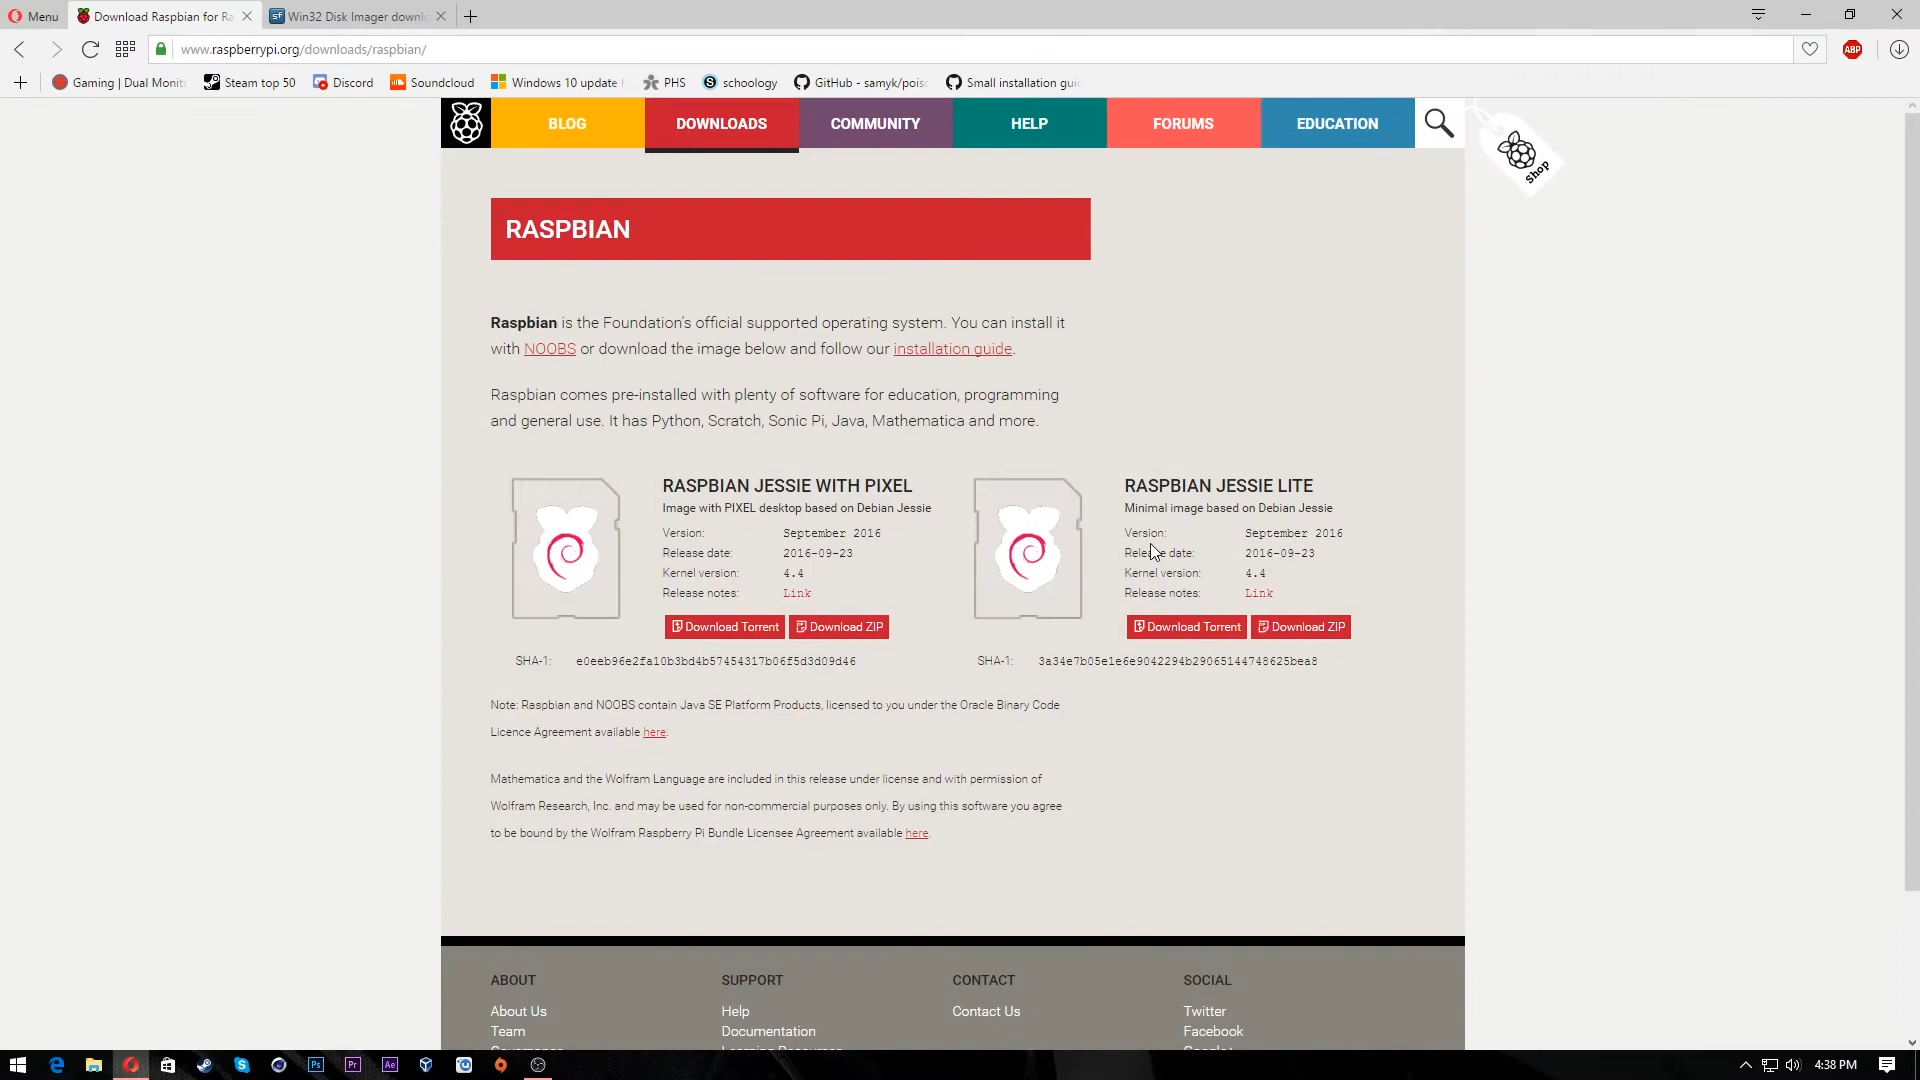 Menu
Download Raspbian for Ra
Win32 Disk Imager downlo
www.raspberrypi.org/downloads/raspbian/
ABP
Gaming | Dual Monit
Steam top 50
Discord
Soundcloud
Windows 10 update
PHS
schoology
GitHub - samyk/pois
Small installation gui
BLOG
DOWNLOADS
COMMUNITY
HELP
FORUMS
EDUCATION
Shop
RASPBIAN
Raspbian is the Foundation's official supported operating system. You can install it
with NOOBS or download the image below and follow our installation guide.
Raspbian comes pre-installed with plenty of software for education, programming
and general use. It has Python, Scratch, Sonic Pi, Java, Mathematica and more.
RASPBIAN JESSIE WITH PIXEL
Image with PIXEL desktop based on Debian Jessie
Version: September 2016
Release date: 2016-09-23
Kernel version: 4.4
Release notes: Link
Download Torrent
Download ZIP
SHA-1: e0eeb96e2fa10b3bd4b57454317b06f5d3d09d46
RASPBIAN JESSIE LITE
Minimal image based on Debian Jessie
Version: September 2016
Release date: 2016-09-23
Kernel version: 4.4
Release notes: Link
Download Torrent
Download ZIP
SHA-1: 3a34e7b05e1e6e9042294b29065144748625bea8
Note: Raspbian and NOOBS contain Java SE Platform Products, licensed to you under the Oracle Binary Code
Licence Agreement available here.
Mathematica and the Wolfram Language are included in this release under license and with permission of
Wolfram Research, Inc. and may be used for non-commercial purposes only. By using this software you agree
to be bound by the Wolfram Raspberry Pi Bundle Licensee Agreement available here.
ABOUT
About Us
Team
SUPPORT
Help
Documentation
CONTACT
Contact Us
SOCIAL
Twitter
Facebook
Ps
Pr
Ae
4:38 PM